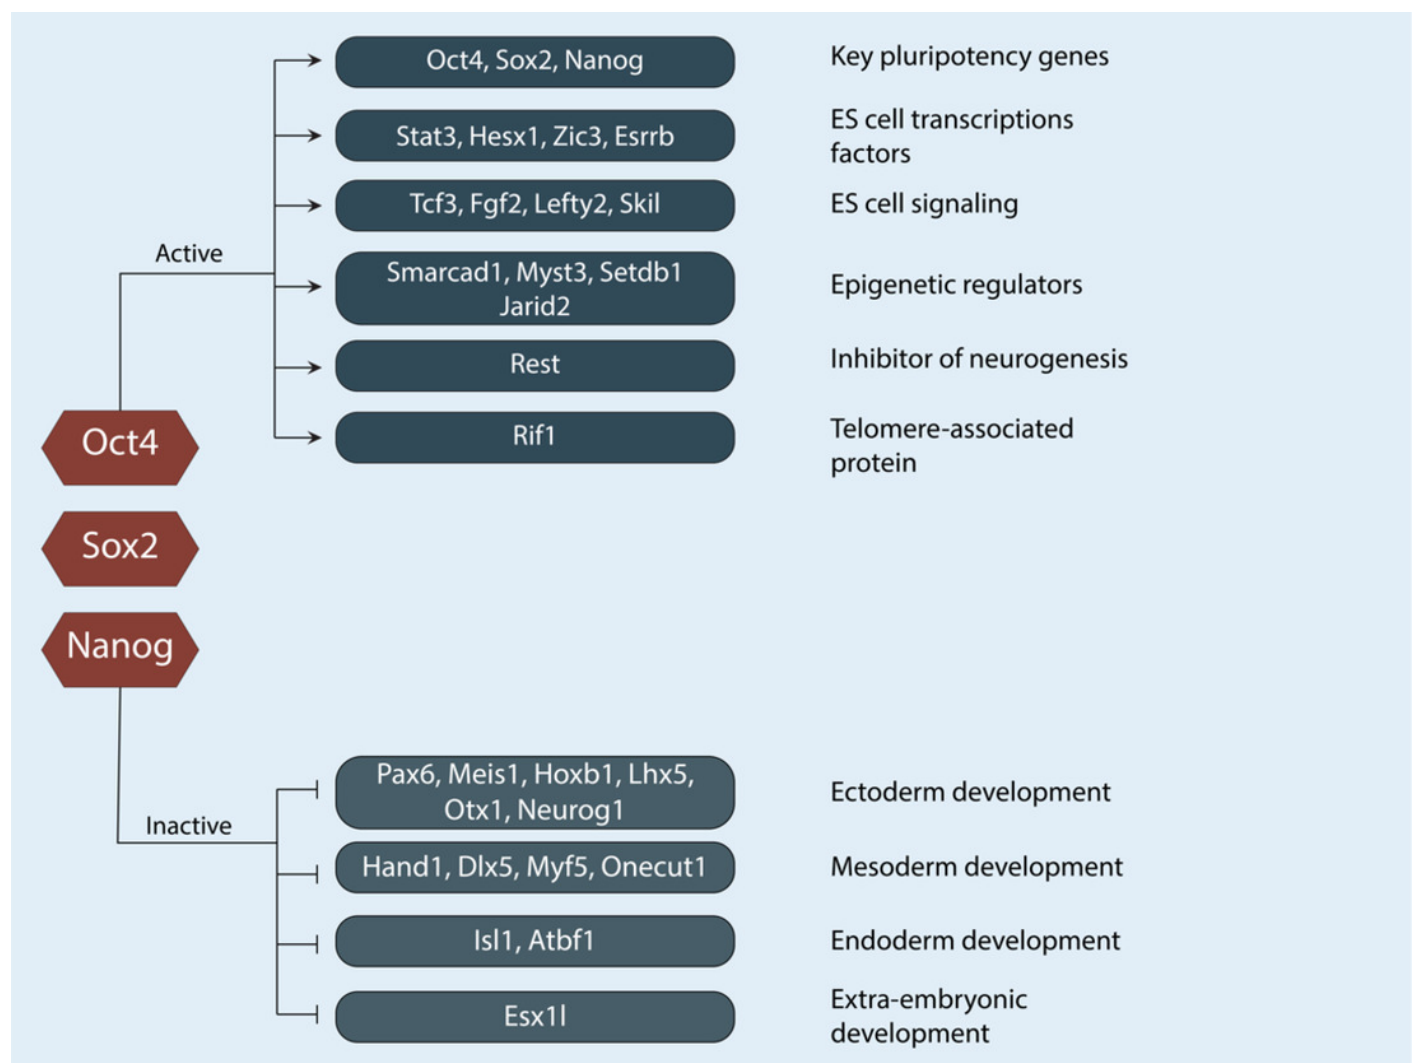 Oct4, Sox2, Nanog
Key pluripotency genes
Stat3, Hesx1, Zic3, Esrrb
ES cell transcriptions
factors
Tcf3, Fgf2, Lefty2, Skil
ES cell signaling
Active
Smarcad1, Myst3, Setdb1
Jarid2
Epigenetic regulators
Rest
Inhibitor of neurogenesis
Rif1
Telomere-associated
protein
Oct4
Sox2
Nanog
Inactive
Pax6, Meis1, Hoxb1, Lhx5,
Otx1, Neurog1
Ectoderm development
Hand1, Dlx5, Myf5, Onecut1
Mesoderm development
Isl1, Atbf1
Endoderm development
Esx1l
Extra-embryonic
development